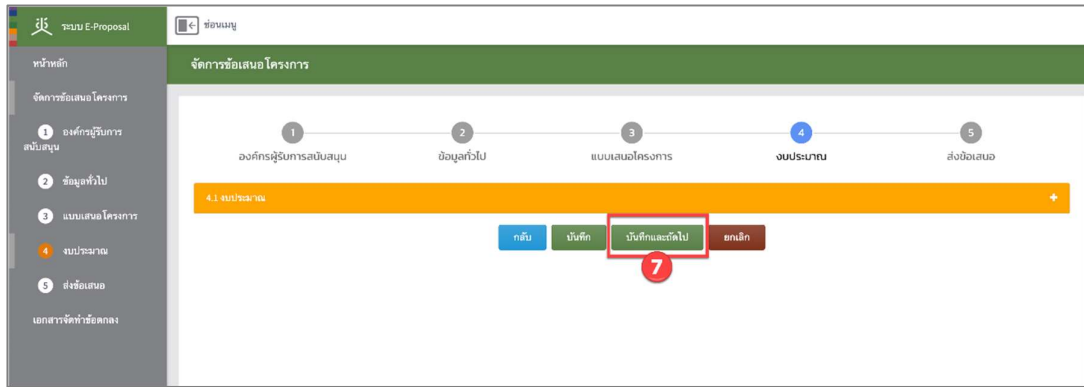 ระบบ E-Proposal
ซ่อนเมนู
หน้าหลัก
จัดการข้อเสนอโครงการ
1 องค์กรผู้รับการ
สนับสนุน
2 ข้อมูลทั่วไป
3 แบบเสนอโครงการ
4 งบประมาณ
5 ส่งข้อเสนอ
เอกสารจัดทำข้อตกลง
จัดการข้อเสนอโครงการ
1 2 3 4 5
องค์กรผู้รับการสนับสนุน ข้อมูลทั่วไป แบบเสนอโครงการ งบประมาณ ส่งข้อเสนอ
4.1 งบประมาณ +
กลับ บันทึก บันทึกและถัดไป ยกเลิก
7